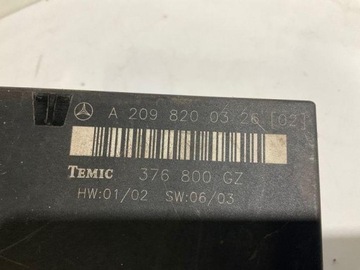 A 209 820 03 26 [02]
TEMIC 376 800 GZ
HW:01/02 SW:06/03